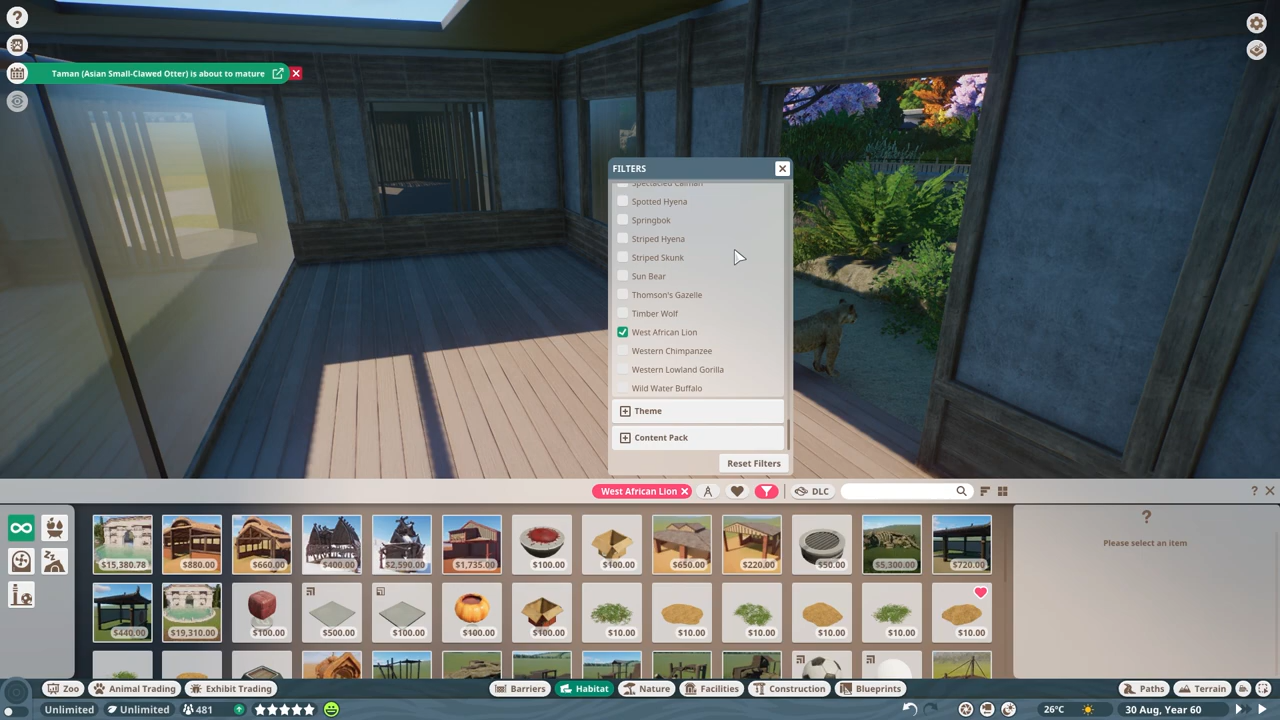 ?
Taman (Asian Small-Clawed Otter) is about to mature
FILTERS
Spectacled Caiman
Spotted Hyena
Springbok
Striped Hyena
Striped Skunk
Sun Bear
Thomson's Gazelle
Timber Wolf
West African Lion
Western Chimpanzee
Western Lowland Gorilla
Wild Water Buffalo
Theme
Content Pack
Reset Filters
West African Lion
DLC
?
?
Please select an item
$15,380.78
$880.00
$660.00
$400.00
$2,590.00
$1,735.00
$100.00
$100.00
$650.00
$220.00
$50.00
$5,300.00
$720.00
$440.00
$19,310.00
$100.00
$500.00
$100.00
$100.00
$100.00
$10.00
$10.00
$10.00
$10.00
$10.00
$10.00
Zoo
Animal Trading
Exhibit Trading
Barriers
Habitat
Nature
Facilities
Construction
Blueprints
Paths
Terrain
Unlimited
Unlimited
481
26°C
30 Aug, Year 60